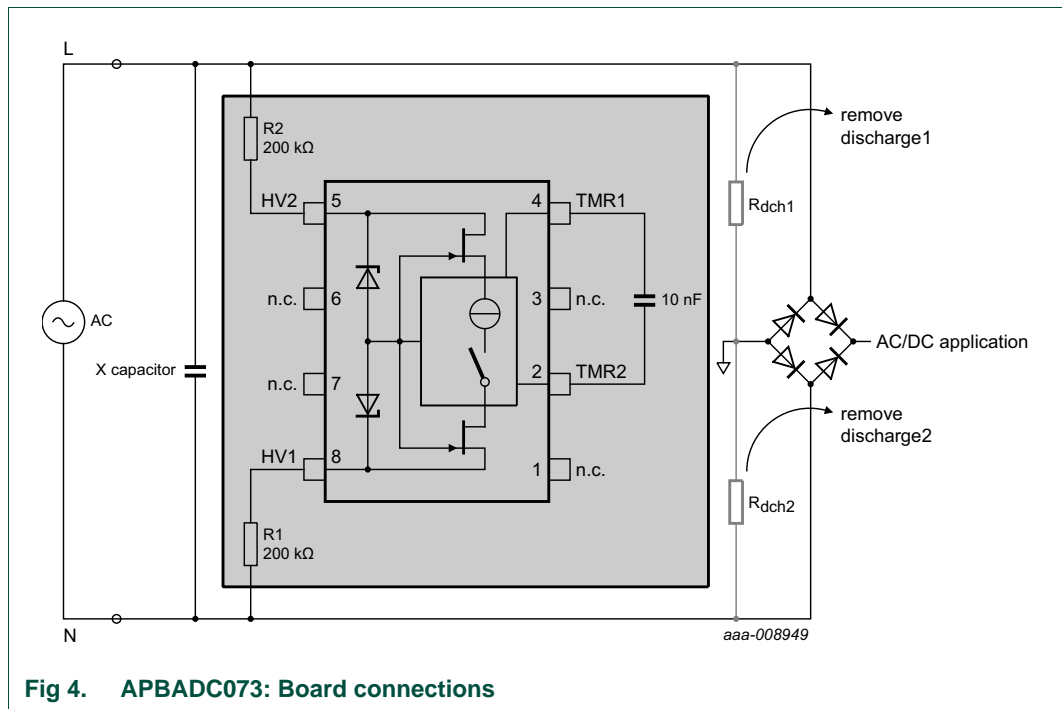 L
R2
200 kΩ
remove
discharge1
HV2
5
4
TMR1
Rdch1
n.c.
6
3
n.c.
10 nF
AC
AC/DC application
X capacitor
n.c.
7
2
TMR2
remove
discharge2
HV1
8
1
n.c.
Rdch2
R1
200 kΩ
N
aaa-008949
Fig 4. APBADC073: Board connections